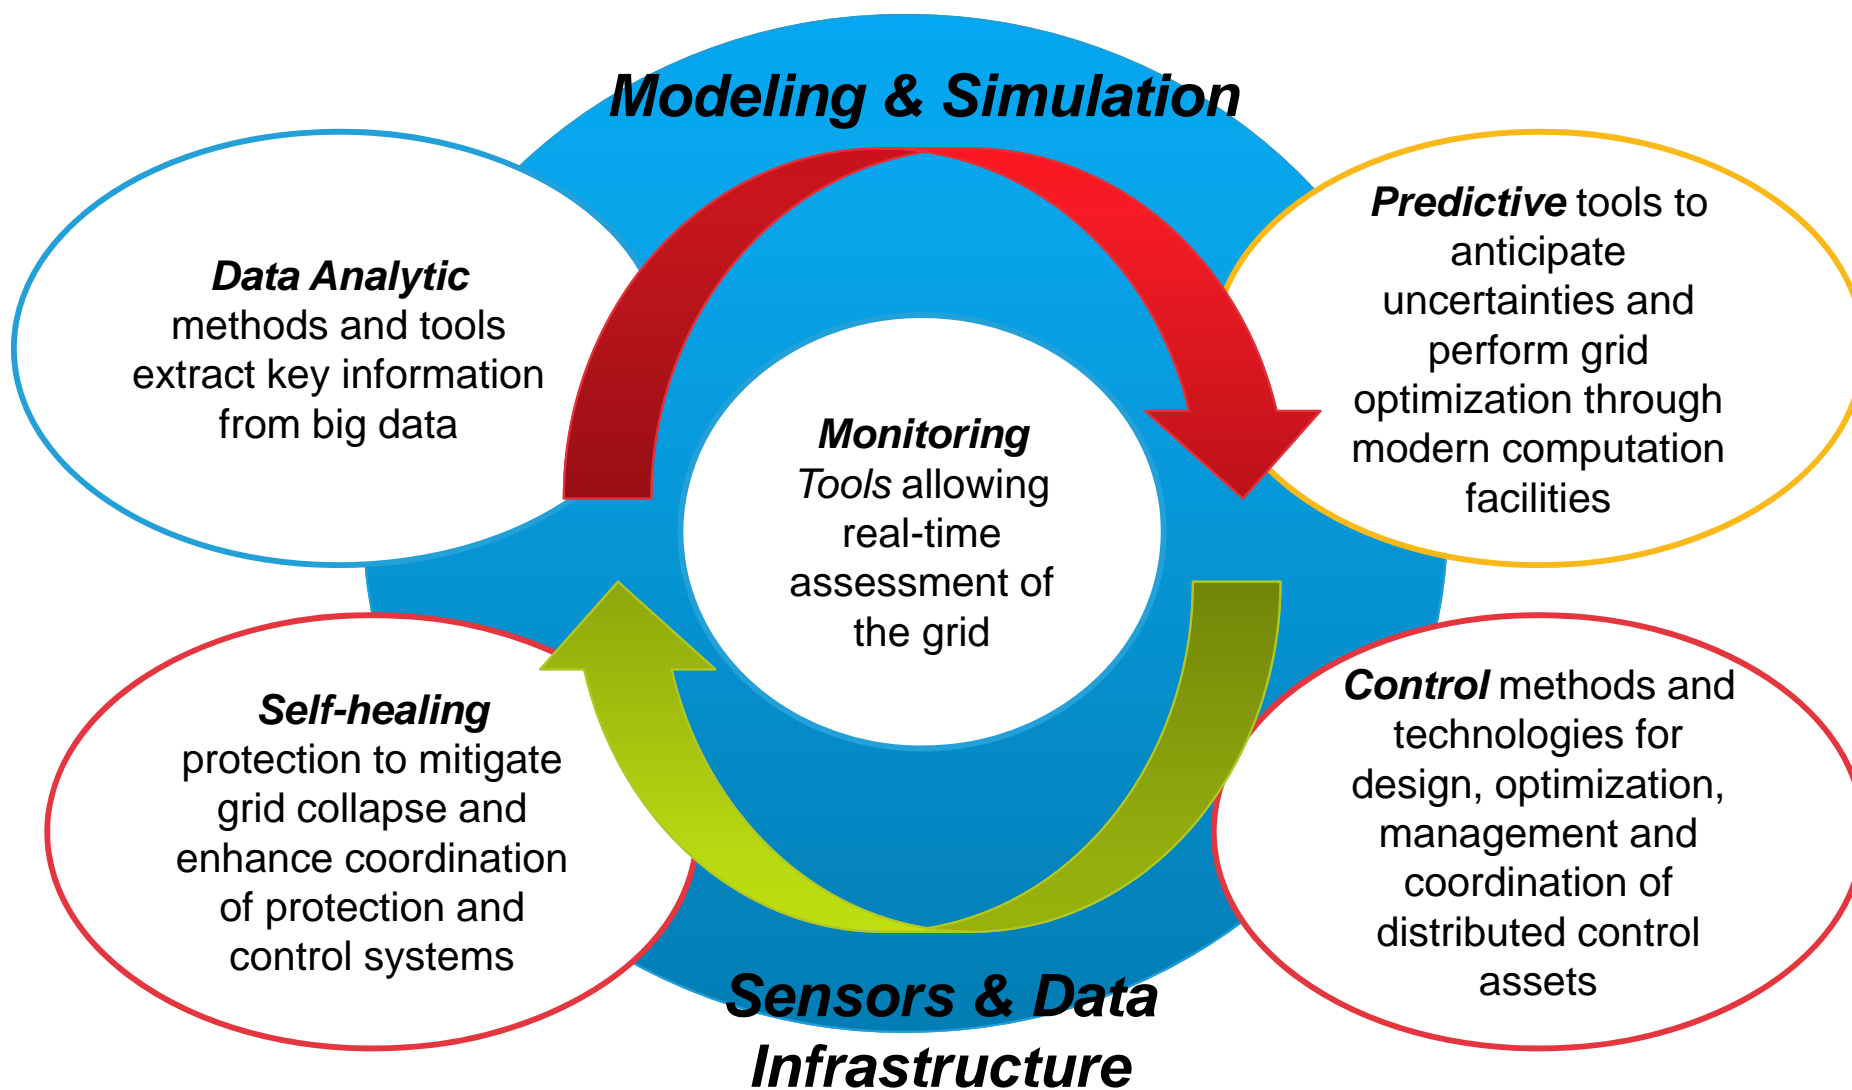 Modeling & Simulation
Data Analytic
methods and tools
extract key information
from big data
Predictive tools to
anticipate
uncertainties and
perform grid
optimization through
modern computation
facilities
Monitoring
Tools allowing
real-time
assessment of
the grid
Self-healing
protection to mitigate
grid collapse and
enhance coordination
of protection and
control systems
Control methods and
technologies for
design, optimization,
management and
coordination of
distributed control
assets
Sensors & Data
Infrastructure